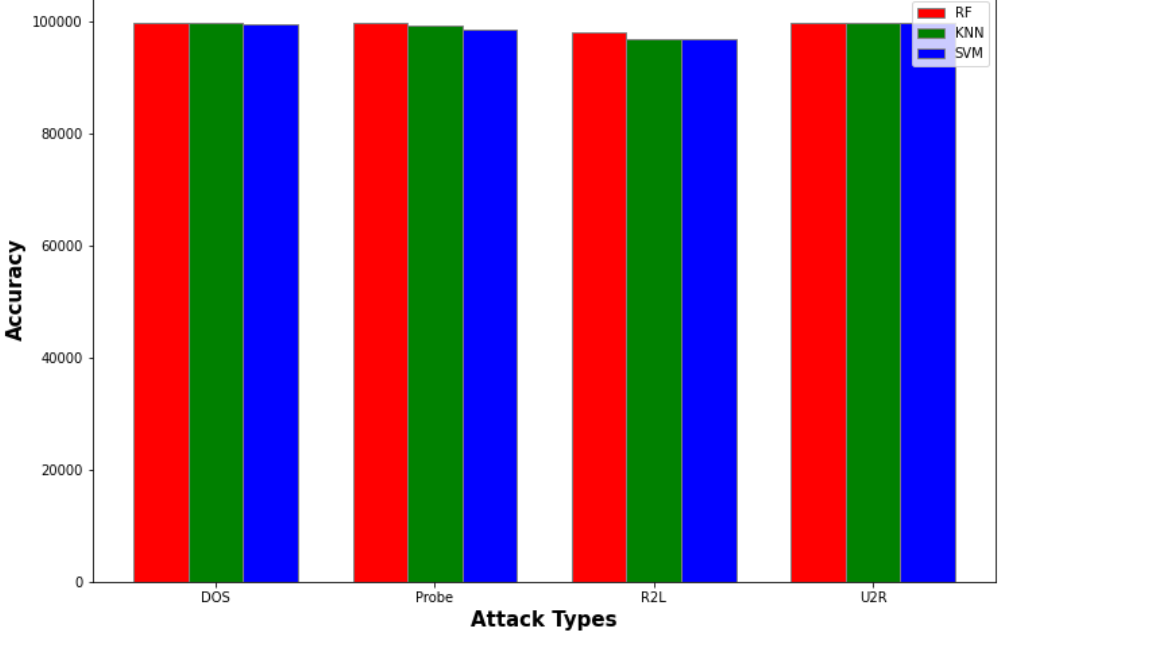 100000
80000
60000
40000
20000
0
Accuracy
RF
KNN
SVM
DOS Probe R2L U2R
Attack Types